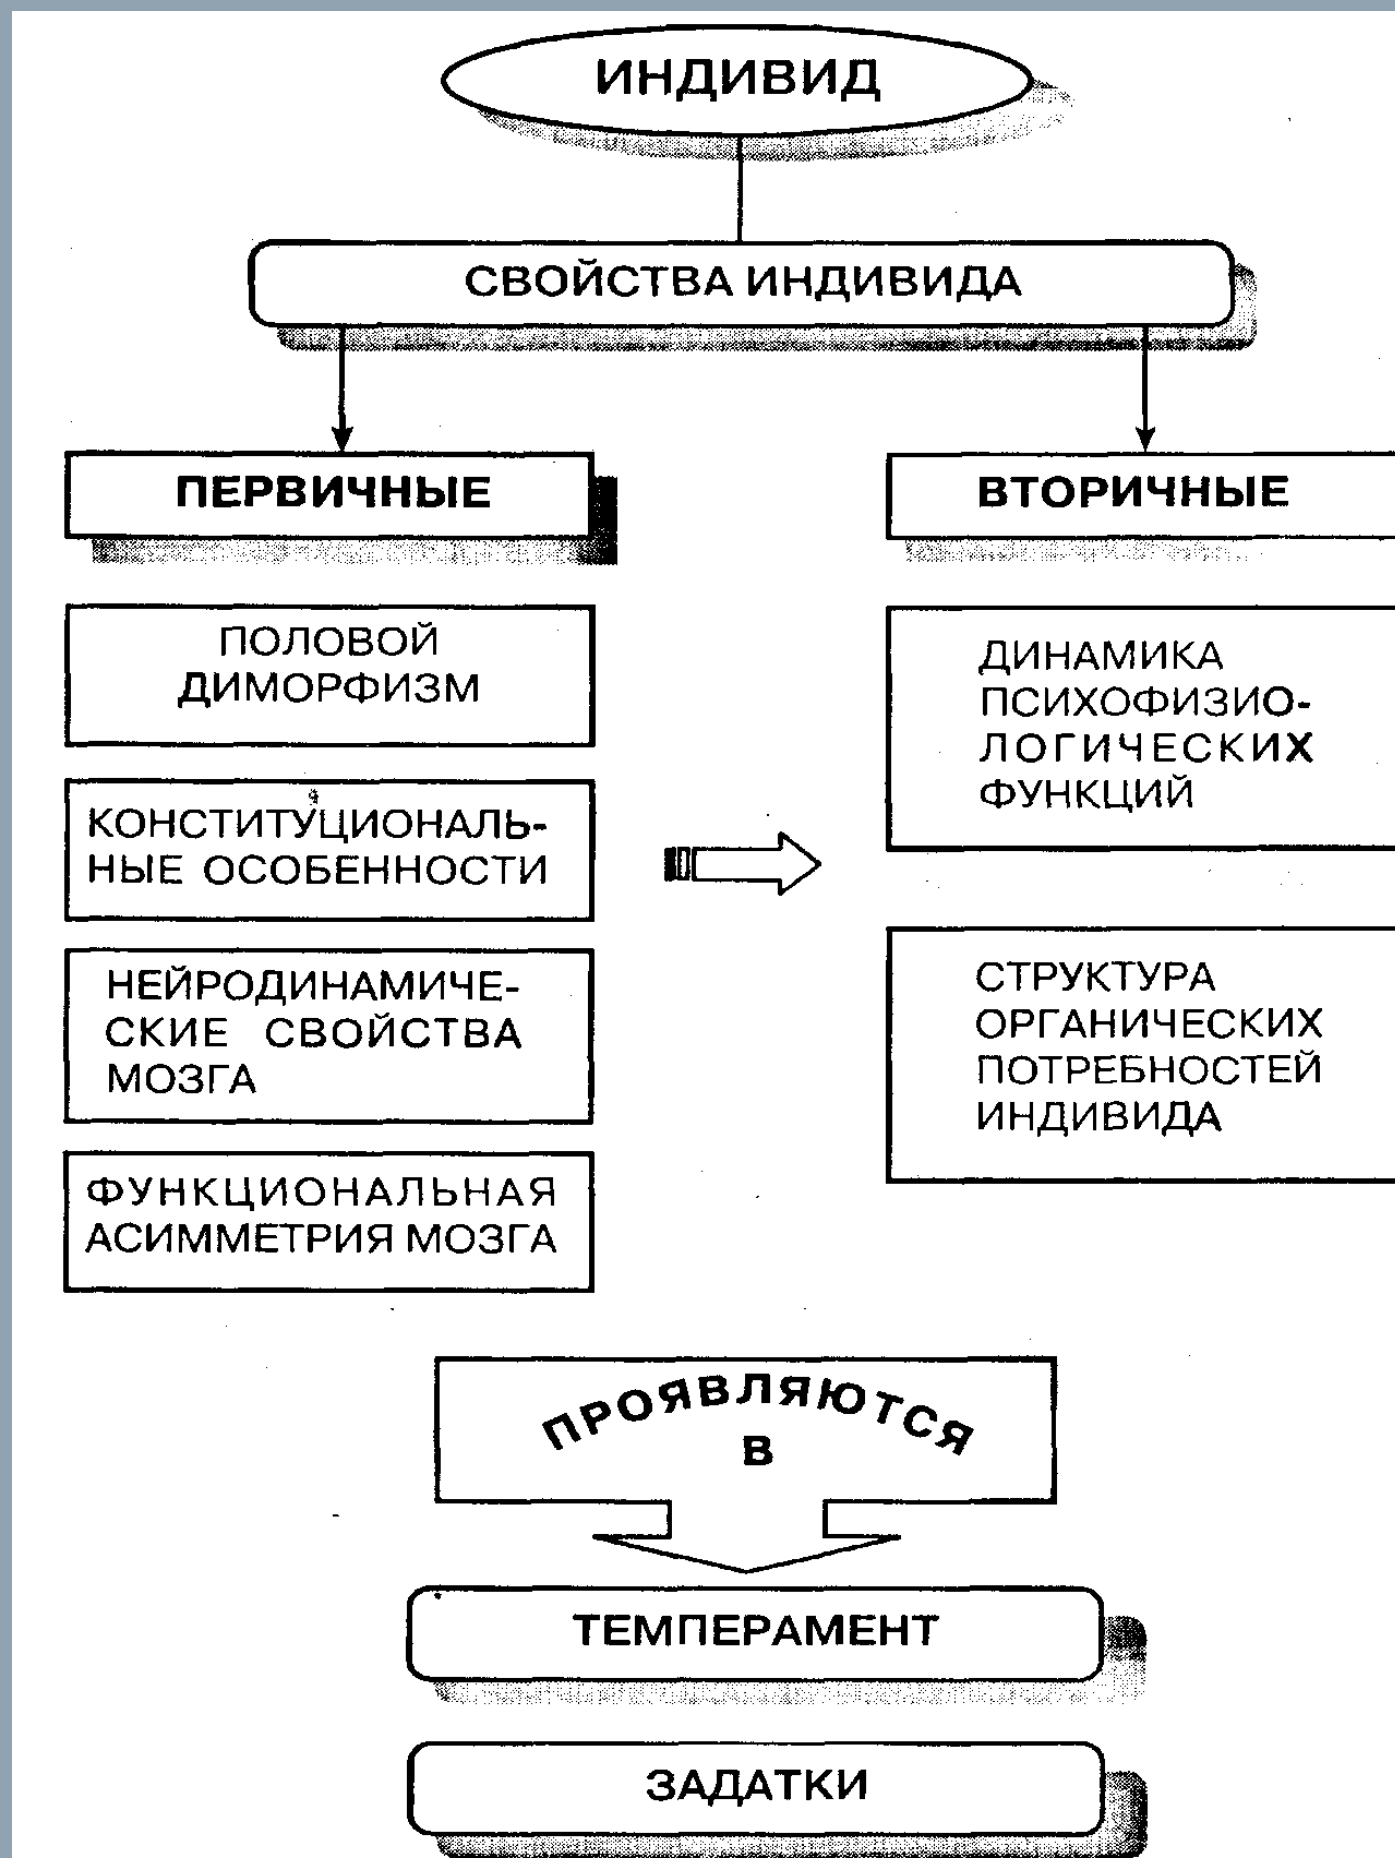 ИНДИВИД
СВОЙСТВА ИНДИВИДА
ПЕРВИЧНЫЕ
ПОЛОВОЙ
ДИМОРФИЗМ
КОНСТИТУЦИОНАЛЬ-
НЫЕ ОСОБЕННОСТИ
НЕЙРОДИНАМИЧЕ-
СКИЕ СВОЙСТВА
МОЗГА
ФУНКЦИОНАЛЬНАЯ
АСИММЕТРИЯ МОЗГА
ВТОРИЧНЫЕ
ДИНАМИКА
ПСИХОФИЗИО-
ЛОГИЧЕСКИХ
ФУНКЦИЙ
СТРУКТУРА
ОРГАНИЧЕСКИХ
ПОТРЕБНОСТЕЙ
ИНДИВИДА
ПРОЯВЛЯЮТСЯ
В
ТЕМПЕРАМЕНТ
ЗАДАТКИ